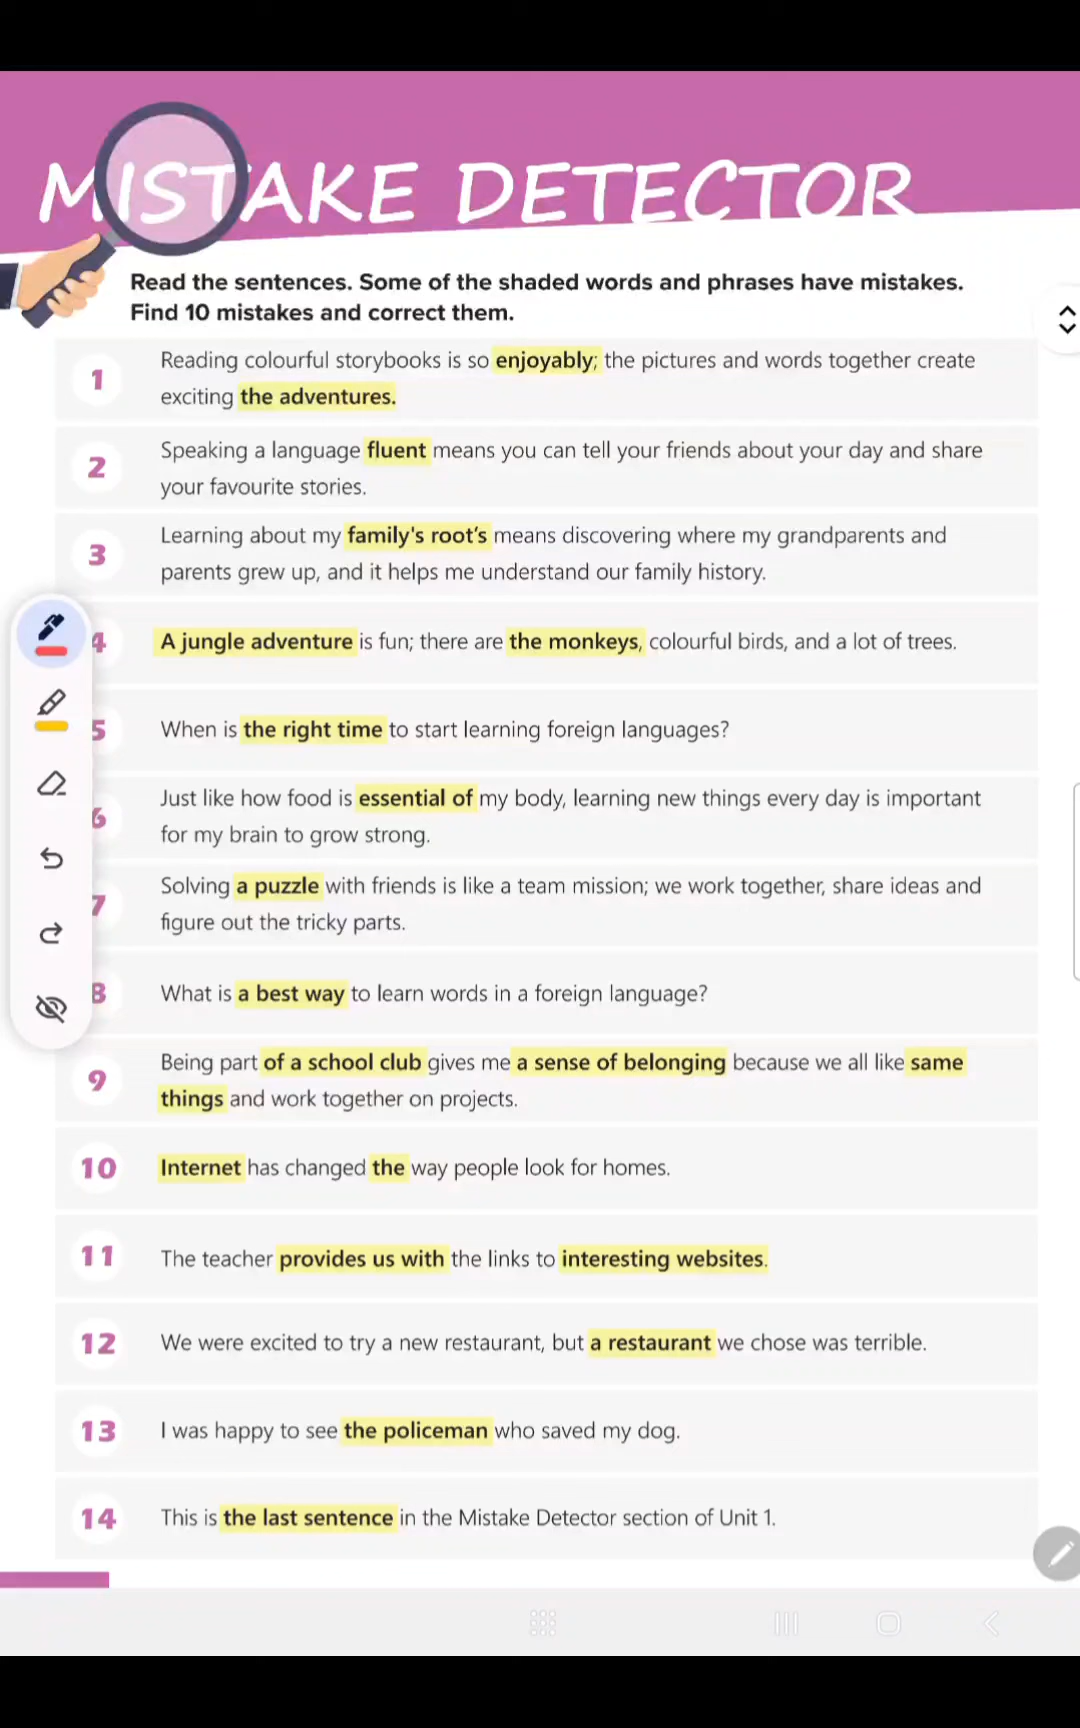 MISTAKE DETECTOR
Read the sentences. Some of the shaded words and phrases have mistakes.
Find 10 mistakes and correct them.
1
Reading colourful storybooks is so enjoyably; the pictures and words together create
exciting the adventures.
2
Speaking a language fluent means you can tell your friends about your day and share
your favourite stories.
3
Learning about my family's root's means discovering where my grandparents and
parents grew up, and it helps me understand our family history.
4
A jungle adventure is fun; there are the monkeys, colourful birds, and a lot of trees.
5
When is the right time to start learning foreign languages?
6
Just like how food is essential of my body, learning new things every day is important
for my brain to grow strong.
7
Solving a puzzle with friends is like a team mission; we work together, share ideas and
figure out the tricky parts.
8
What is a best way to learn words in a foreign language?
9
Being part of a school club gives me a sense of belonging because we all like same
things and work together on projects.
10
Internet has changed the way people look for homes.
11
The teacher provides us with the links to interesting websites.
12
We were excited to try a new restaurant, but a restaurant we chose was terrible.
13
I was happy to see the policeman who saved my dog.
14
This is the last sentence in the Mistake Detector section of Unit 1.